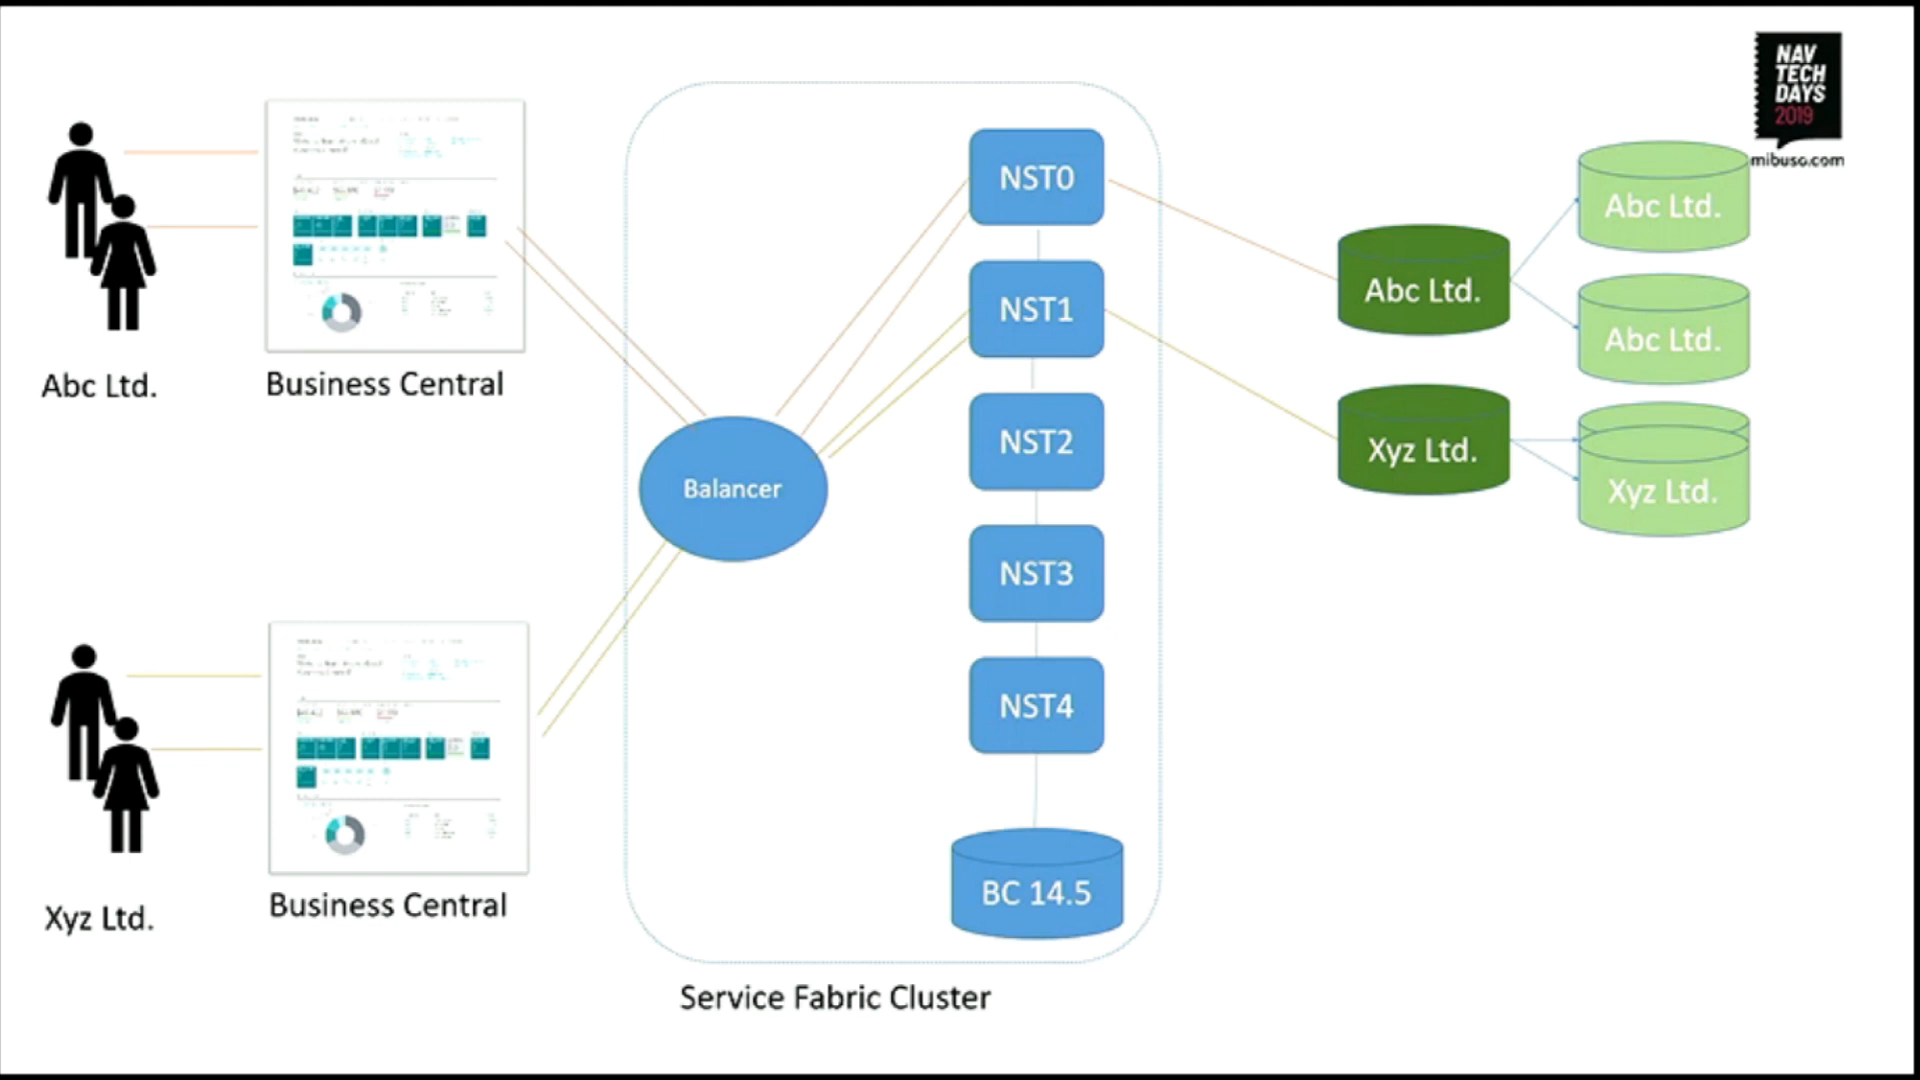 NAV
TECH
DAYS
2019
mibuso.com
Abc Ltd.
Business Central
Xyz Ltd.
Business Central
Balancer
NST0
NST1
NST2
NST3
NST4
BC 14.5
Service Fabric Cluster
Abc Ltd.
Xyz Ltd.
Abc Ltd.
Abc Ltd.
Xyz Ltd.